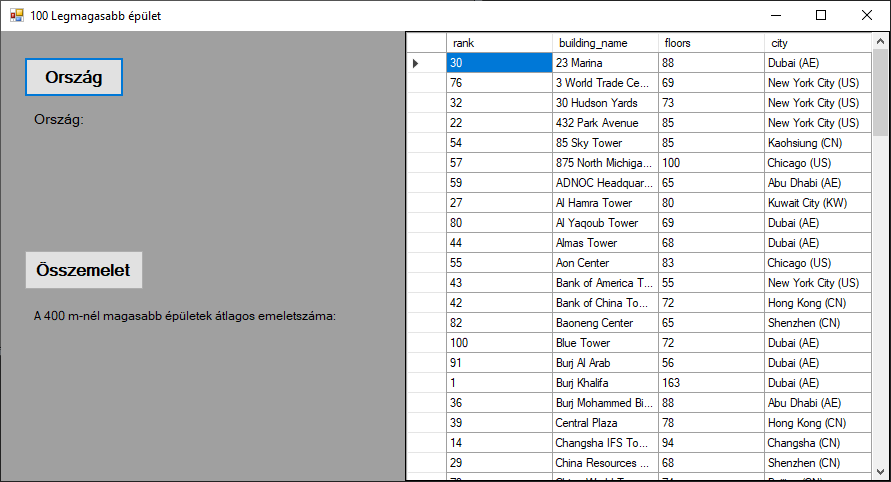 100 Legmagasabb épület
Ország
Ország:
Összemelet
A 400 m-nél magasabb épületek átlagos emeletszáma:
rank building_name floors city
30 23 Marina 88 Dubai (AE)
76 3 World Trade Ce... 69 New York City (US)
32 30 Hudson Yards 73 New York City (US)
22 432 Park Avenue 85 New York City (US)
54 85 Sky Tower 85 Kaohsiung (CN)
57 875 North Michiga... 100 Chicago (US)
59 ADNOC Headquar... 65 Abu Dhabi (AE)
27 Al Hamra Tower 80 Kuwait City (KW)
80 Al Yaqoub Tower 69 Dubai (AE)
44 Almas Tower 68 Dubai (AE)
55 Aon Center 83 Chicago (US)
43 Bank of America T... 55 New York City (US)
42 Bank of China To... 72 Hong Kong (CN)
82 Baoneng Center 65 Shenzhen (CN)
100 Blue Tower 72 Dubai (AE)
91 Burj Al Arab 56 Dubai (AE)
1 Burj Khalifa 163 Dubai (AE)
36 Burj Mohammed Bi... 88 Abu Dhabi (AE)
39 Central Plaza 78 Hong Kong (CN)
14 Changsha IFS To... 94 Changsha (CN)
29 China Resources ... 68 Shenzhen (CN)